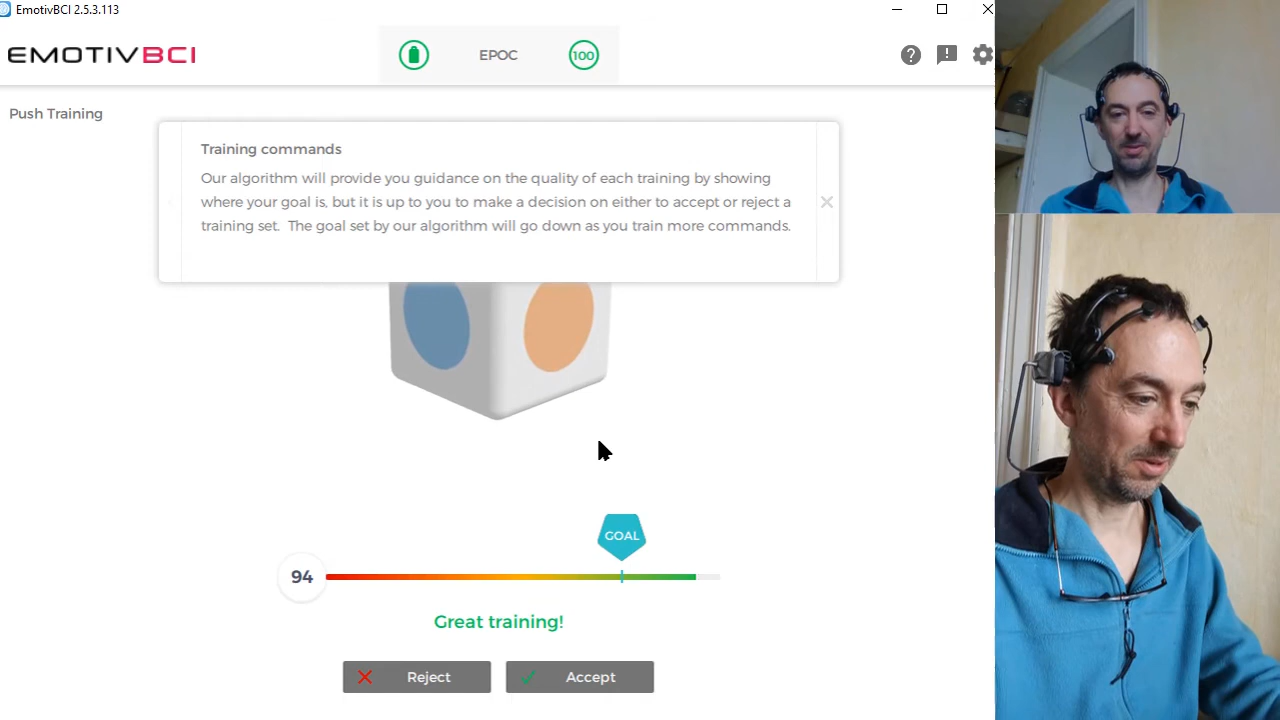 EmotivBCI 2.5.3.113
EMOTIVBCI
EPOC
100
Push Training
Training commands
Our algorithm will provide you guidance on the quality of each training by showing
where your goal is, but it is up to you to make a decision on either to accept or reject a
training set. The goal set by our algorithm will go down as you train more commands.
GOAL
94
Great training!
Reject
Accept